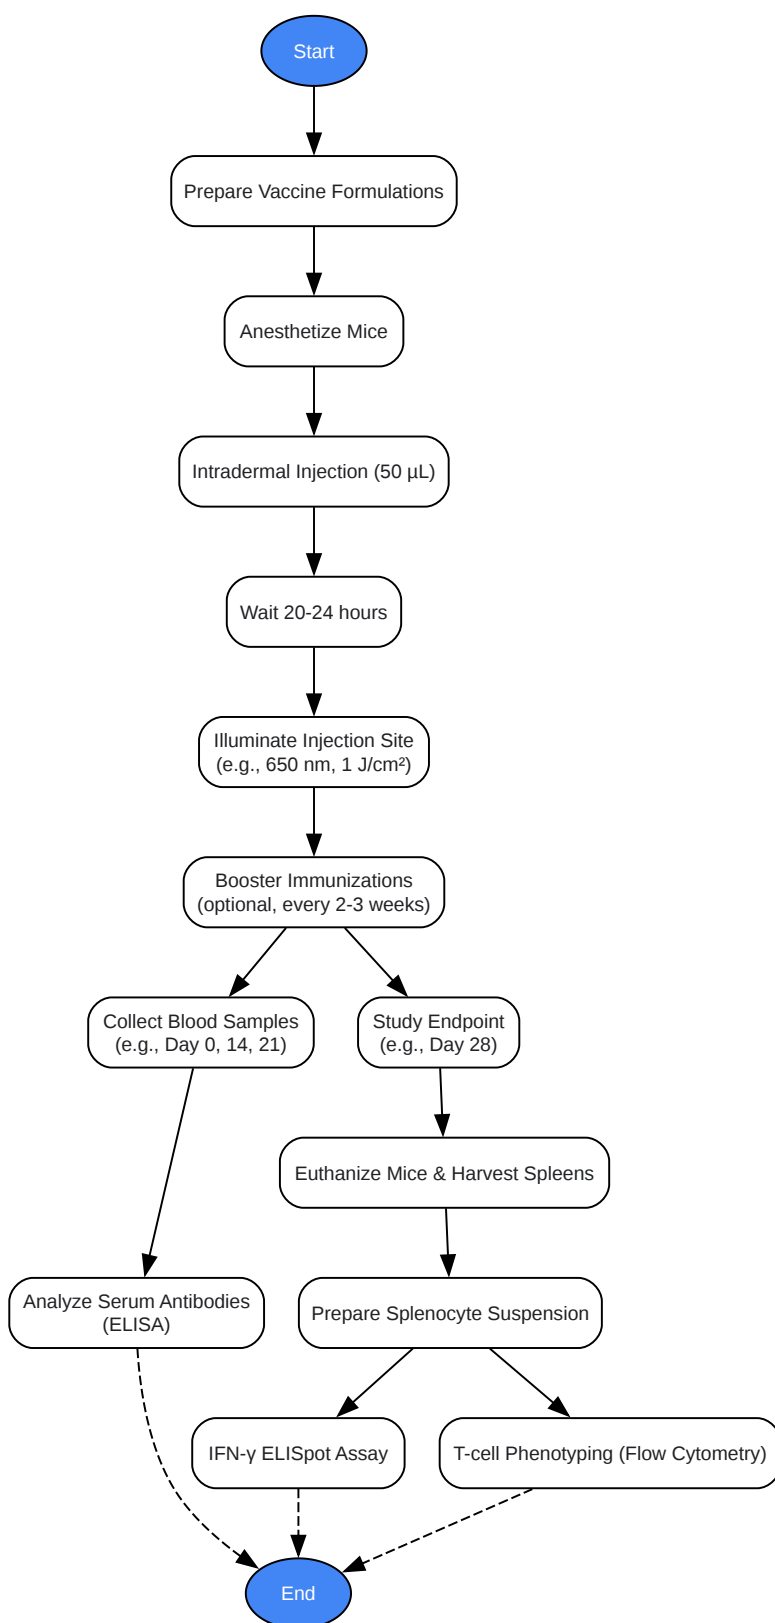 Start
Prepare Vaccine Formulations
Anesthetize Mice
Intradermal Injection (50 µL)
Wait 20-24 hours
Illuminate Injection Site
(e.g., 650 nm, 1 J/cm²)
Booster Immunizations
(optional, every 2-3 weeks)
Collect Blood Samples
(e.g., Day 0, 14, 21)
Study Endpoint
(e.g., Day 28)
Euthanize Mice & Harvest Spleens
Analyze Serum Antibodies
(ELISA)
Prepare Splenocyte Suspension
IFN-γ ELISpot Assay
T-cell Phenotyping (Flow Cytometry)
End